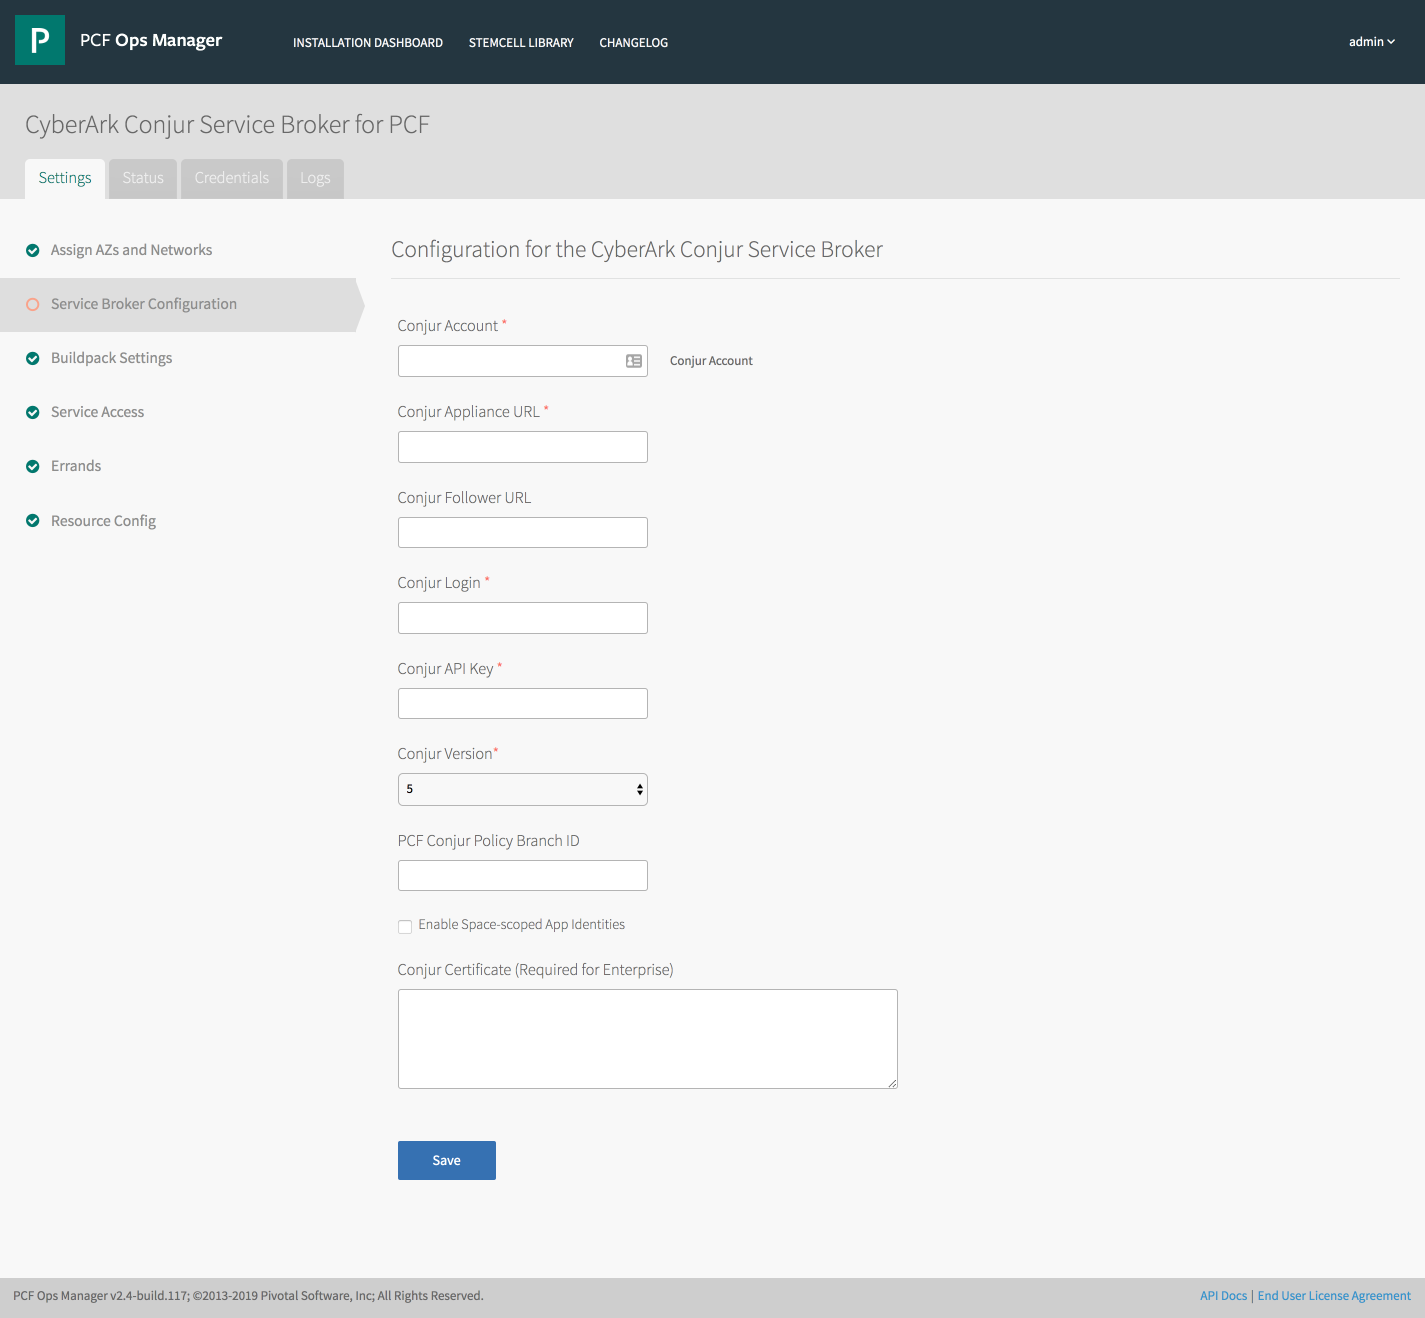 P
PCF Ops Manager
INSTALLATION DASHBOARD
STEMCELL LIBRARY
CHANGELOG
admin
CyberArk Conjur Service Broker for PCF
Settings
Status
Credentials
Logs
Assign AZs and Networks
Service Broker Configuration
Buildpack Settings
Service Access
Errands
Resource Config
Configuration for the CyberArk Conjur Service Broker
Conjur Account *
Conjur Account
Conjur Appliance URL *
Conjur Follower URL
Conjur Login *
Conjur API Key *
Conjur Version*
5
PCF Conjur Policy Branch ID
Enable Space-scoped App Identities
Conjur Certificate (Required for Enterprise)
Save
PCF Ops Manager v2.4-build.117; ©2013-2019 Pivotal Software, Inc; All Rights Reserved.
API Docs | End User License Agreement